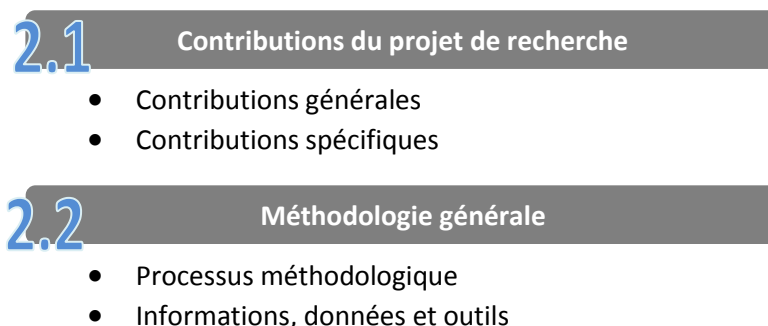 2.1 Contributions du projet de recherche
• Contributions générales
• Contributions spécifiques
2.2 Méthodologie générale
• Processus méthodologique
• Informations, données et outils